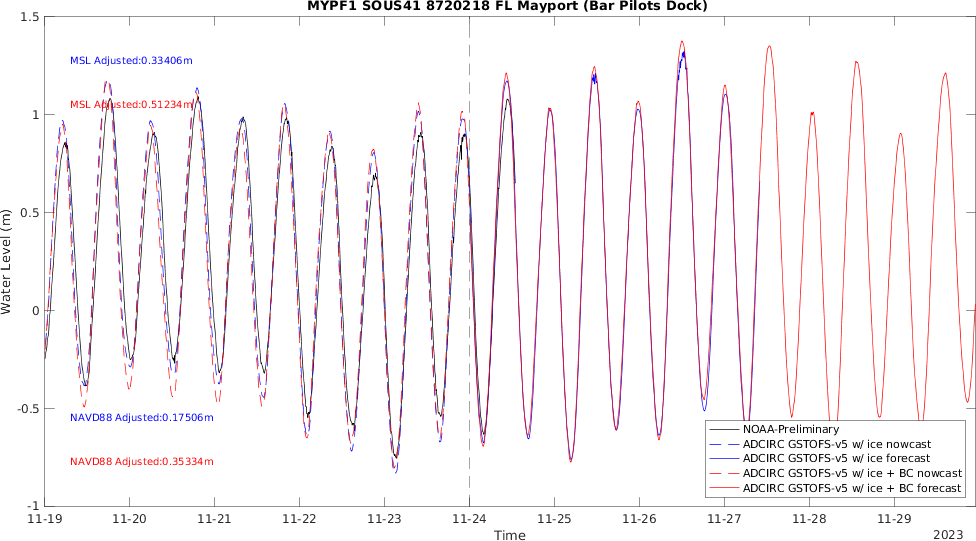 MYPF1 SOUS41 8720218 FL Mayport (Bar Pilots Dock)
1.5
MSL Adjusted:0.33406m
MSL Adjusted:0.51234m
1
0.5
0
-0.5
-1
Water Level (m)
NAVD88 Adjusted:0.17506m
NAVD88 Adjusted:0.35334m
NOAA-Preliminary
ADCIRC GSTOFS-v5 w/ ice nowcast
ADCIRC GSTOFS-v5 w/ ice forecast
ADCIRC GSTOFS-v5 w/ ice + BC nowcast
ADCIRC GSTOFS-v5 w/ ice + BC forecast
11-19 11-20 11-21 11-22 11-23 11-24 11-25 11-26 11-27 11-28 11-29
Time
2023